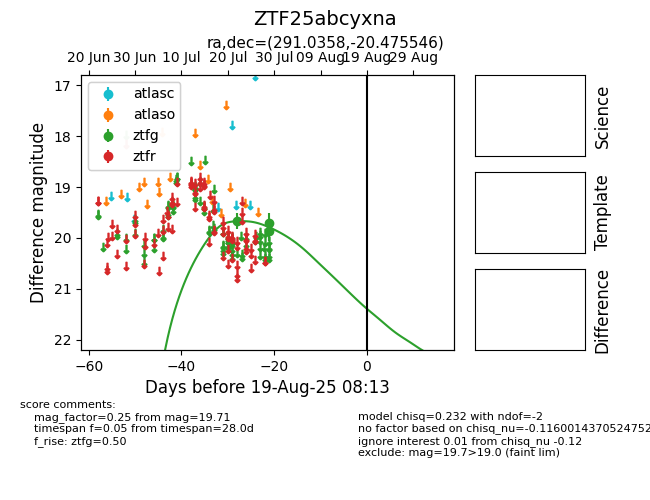 ZTF25abcyxna
ra,dec=(291.0358,-20.475546)
20 Jun 30 Jun 10 Jul 20 Jul 30 Jul 09 Aug 19 Aug 29 Aug
atlasc
atlaso
ztfg
ztfr
17
18
19
20
21
22
Difference magnitude
−60 −40 −20 0
Days before 19-Aug-25 08:13
Science
Template
Difference
score comments:
mag_factor=0.25 from mag=19.71
timespan f=0.05 from timespan=28.0d
f_rise: ztfg=0.50
model chisq=0.232 with ndof=-2
no factor based on chisq_nu=-0.1160014370524752
ignore interest 0.01 from chisq_nu -0.12
exclude: mag=19.7>19.0 (faint lim)